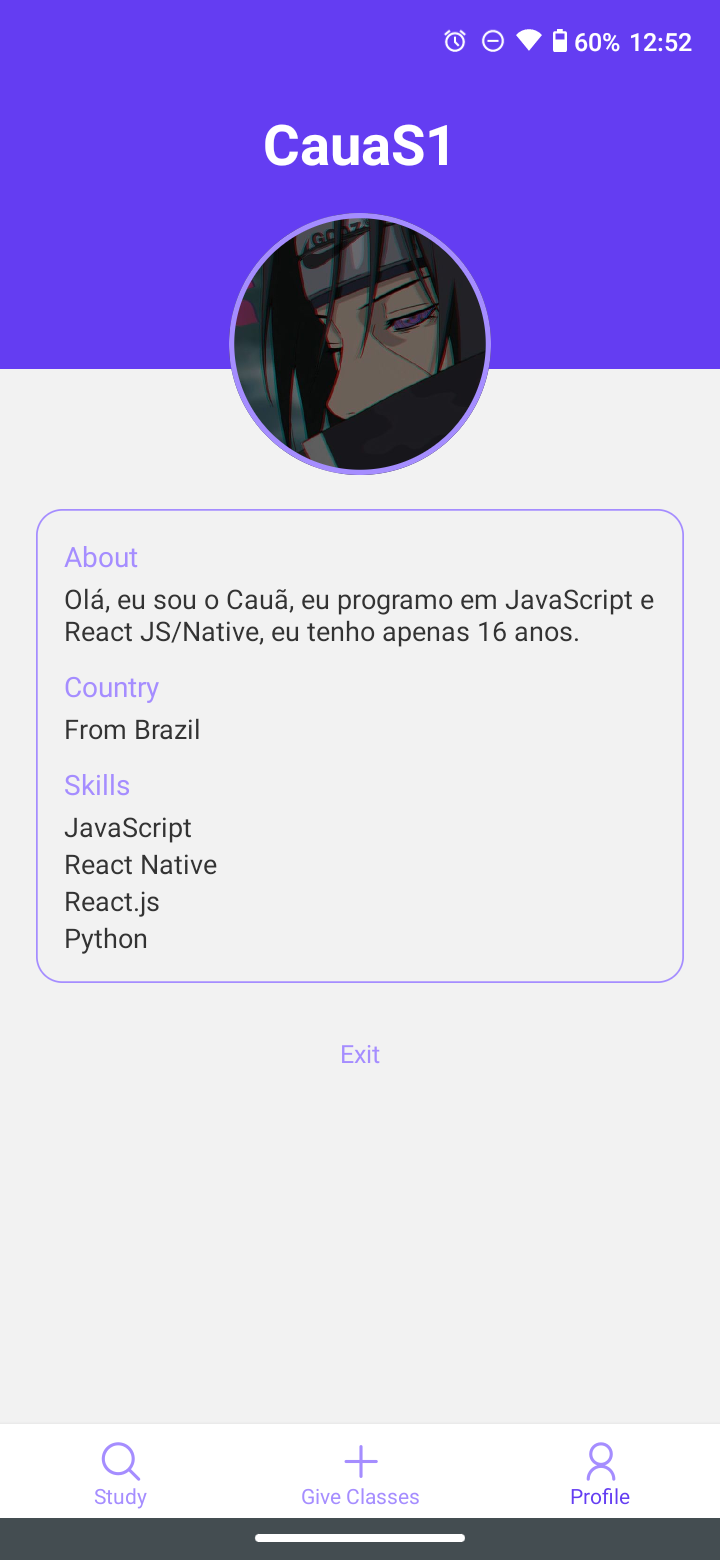 60% 12:52
CauaS1
About
Olá, eu sou o Cauã, eu programo em JavaScript e
React JS/Native, eu tenho apenas 16 anos.
Country
From Brazil
Skills
JavaScript
React Native
React.js
Python
Exit
Study
Give Classes
Profile